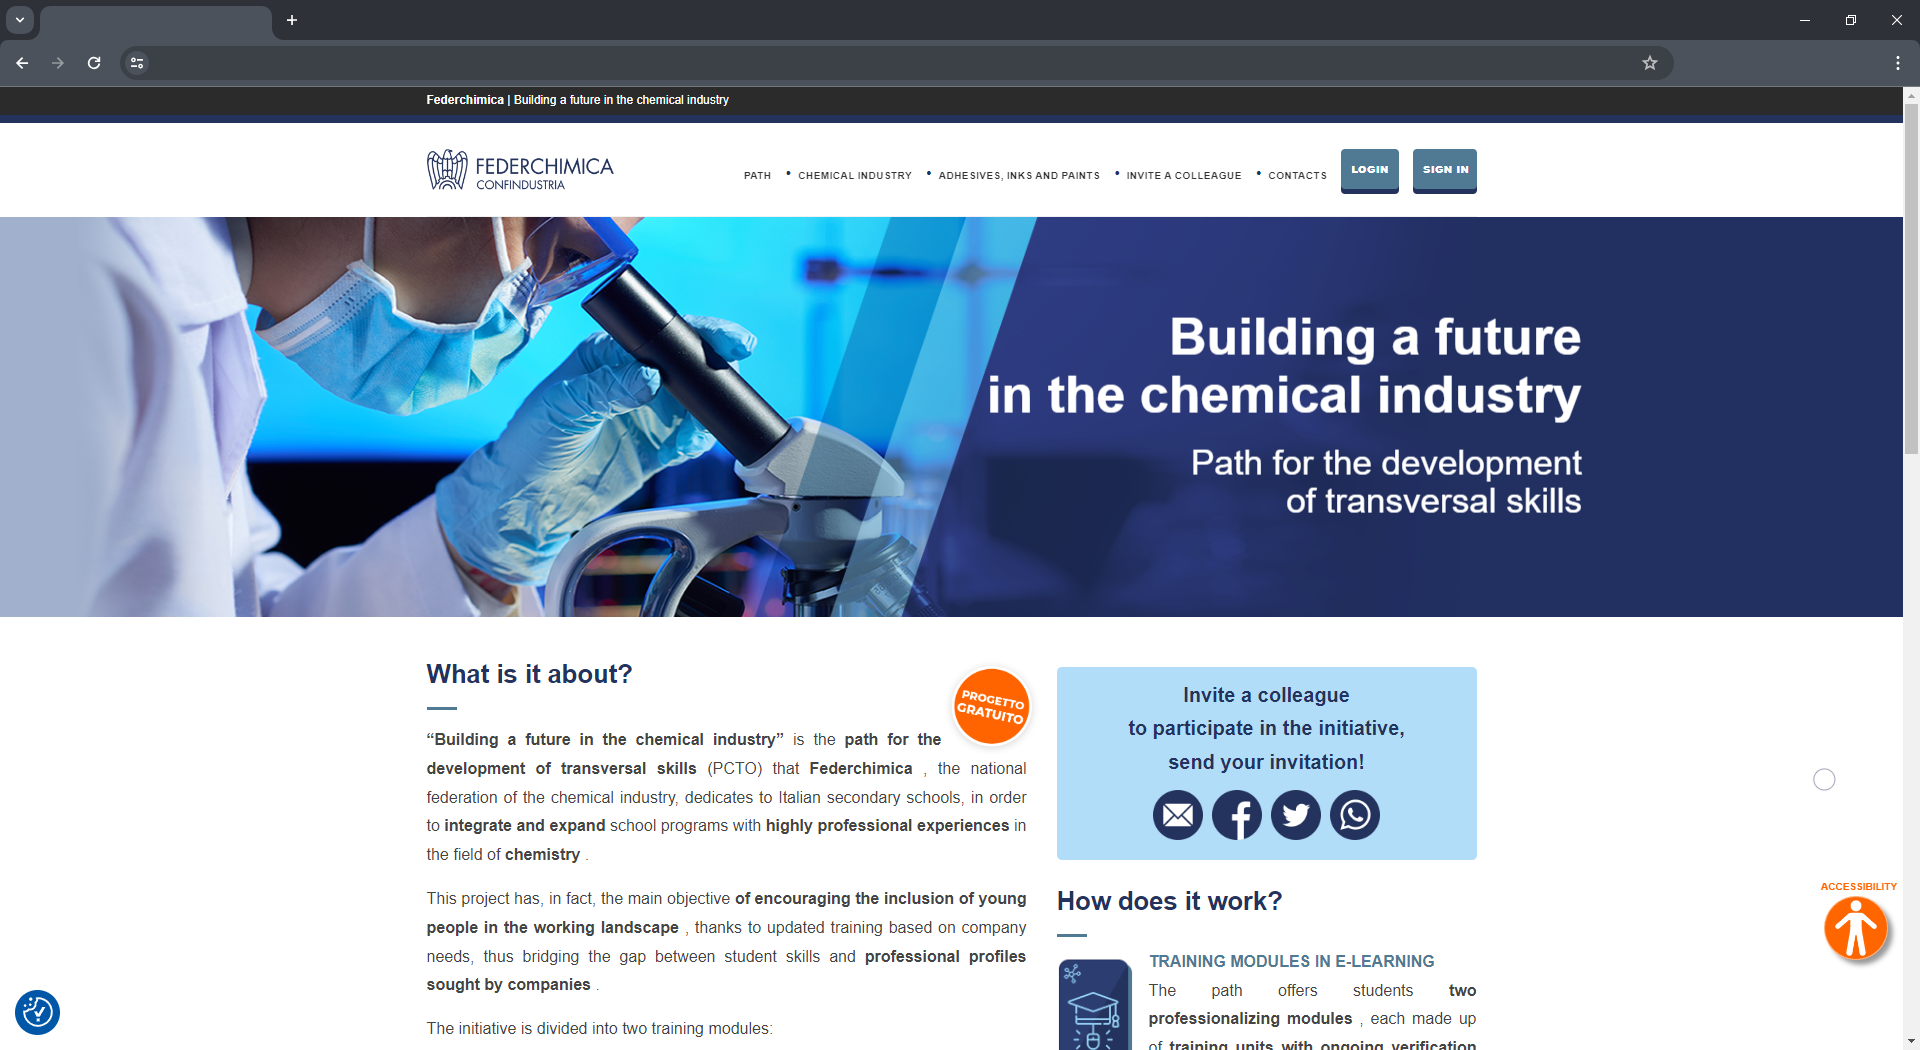 Federchimica | Building a future in the chemical industry
FEDERCHIMICA
CONFINDUSTRIA
PATH • CHEMICAL INDUSTRY • ADHESIVES, INKS AND PAINTS • INVITE A COLLEAGUE • CONTACTS
LOGIN
SIGN IN
Building a future
in the chemical industry
Path for the development
of transversal skills
What is it about?
PROGETTO
GRATUITO
“Building a future in the chemical industry” is the path for the
development of transversal skills (PCTO) that Federchimica , the national
federation of the chemical industry, dedicates to Italian secondary schools, in order
to integrate and expand school programs with highly professional experiences in
the field of chemistry .
This project has, in fact, the main objective of encouraging the inclusion of young
people in the working landscape , thanks to updated training based on company
needs, thus bridging the gap between student skills and professional profiles
sought by companies .
The initiative is divided into two training modules:
Invite a colleague
to participate in the initiative,
send your invitation!
How does it work?
TRAINING MODULES IN E-LEARNING
The path offers students two
professionalizing modules , each made up
of training units with ongoing verification
ACCESSIBILITY